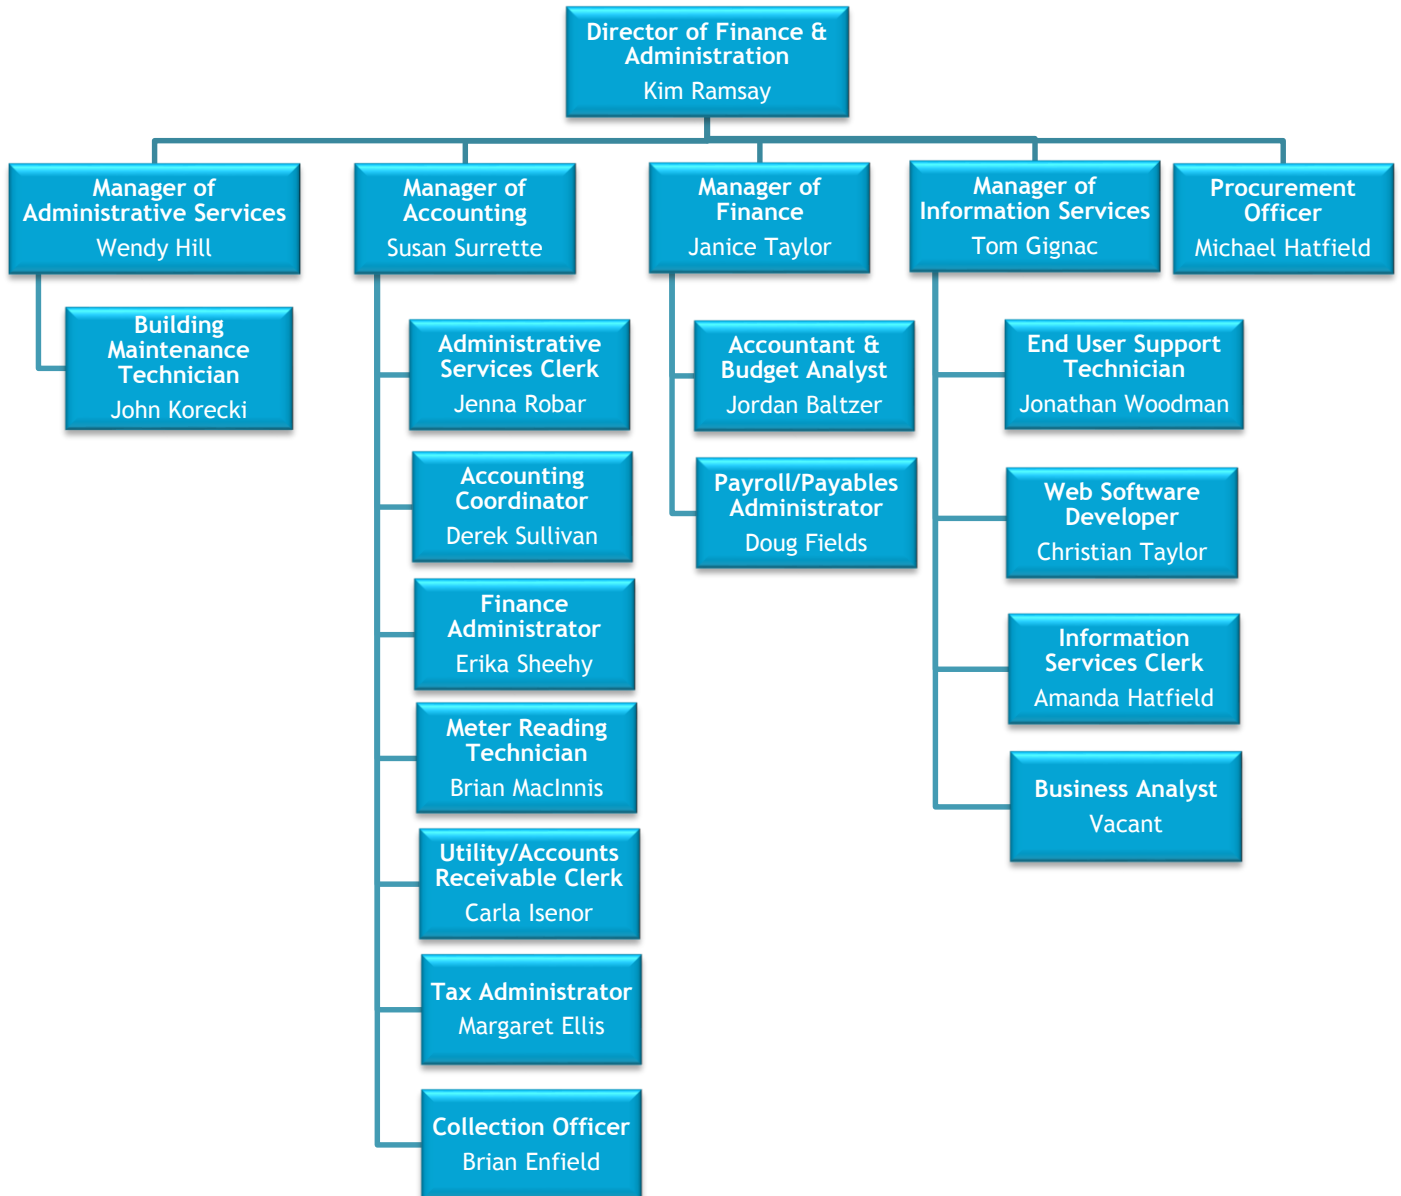 Director of Finance &
Administration
Kim Ramsay
Manager of
Administrative Services
Wendy Hill
Building
Maintenance
Technician
John Korecki
Manager of
Accounting
Susan Surrette
Administrative
Services Clerk
Jenna Robar
Accounting
Coordinator
Derek Sullivan
Finance
Administrator
Erika Sheehy
Meter Reading
Technician
Brian MacInnis
Utility/Accounts
Receivable Clerk
Carla Isenor
Tax Administrator
Margaret Ellis
Collection Officer
Brian Enfield
Manager of
Finance
Janice Taylor
Accountant &
Budget Analyst
Jordan Baltzer
Payroll/Payables
Administrator
Doug Fields
Manager of
Information Services
Tom Gignac
End User Support
Technician
Jonathan Woodman
Web Software
Developer
Christian Taylor
Information
Services Clerk
Amanda Hatfield
Business Analyst
Vacant
Procurement
Officer
Michael Hatfield